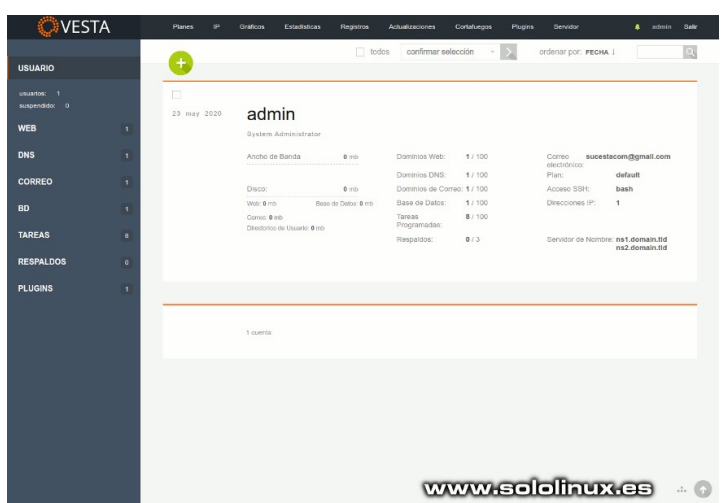 VESTA
Planes IP Gráficos Estadísticas Registros Actualizaciones Cortafuegos Plugins Servidor admin Salir
todos confirmar selección ordenar por: FECHA ↓
USUARIO
usuarios: 1
suspendido: 0
WEB 1
DNS 1
CORREO 1
BD 1
TAREAS 8
RESPALDOS 0
PLUGINS 1
23 may 2020
admin
System Administrator
Ancho de Banda 0 mb
Disco: 0 mb
Web: 0 mb Base de Datos: 0 mb
Correo: 0 mb
Directorios de Usuario: 0 mb
Dominios Web: 1 / 100
Dominios DNS: 1 / 100
Dominios de Correo: 1 / 100
Base de Datos: 1 / 100
Tareas
Programadas: 8 / 100
Respaldos: 0 / 3
Correo
electrónico: sucestacom@gmail.com
Plan: default
Acceso SSH: bash
Direcciones IP: 1
Servidor de Nombre: ns1.domain.tld
ns2.domain.tld
1 cuenta
www.sololinux.es